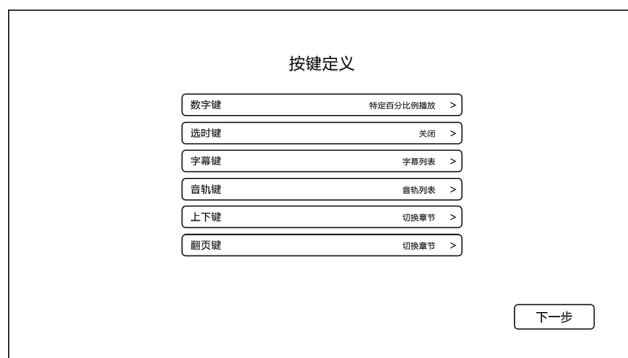 按键定义
数字键 特定百分比例播放 >
选时键 关闭 >
字幕键 字幕列表 >
音轨键 音轨列表 >
上下键 切换章节 >
翻页键 切换章节 >
下一步